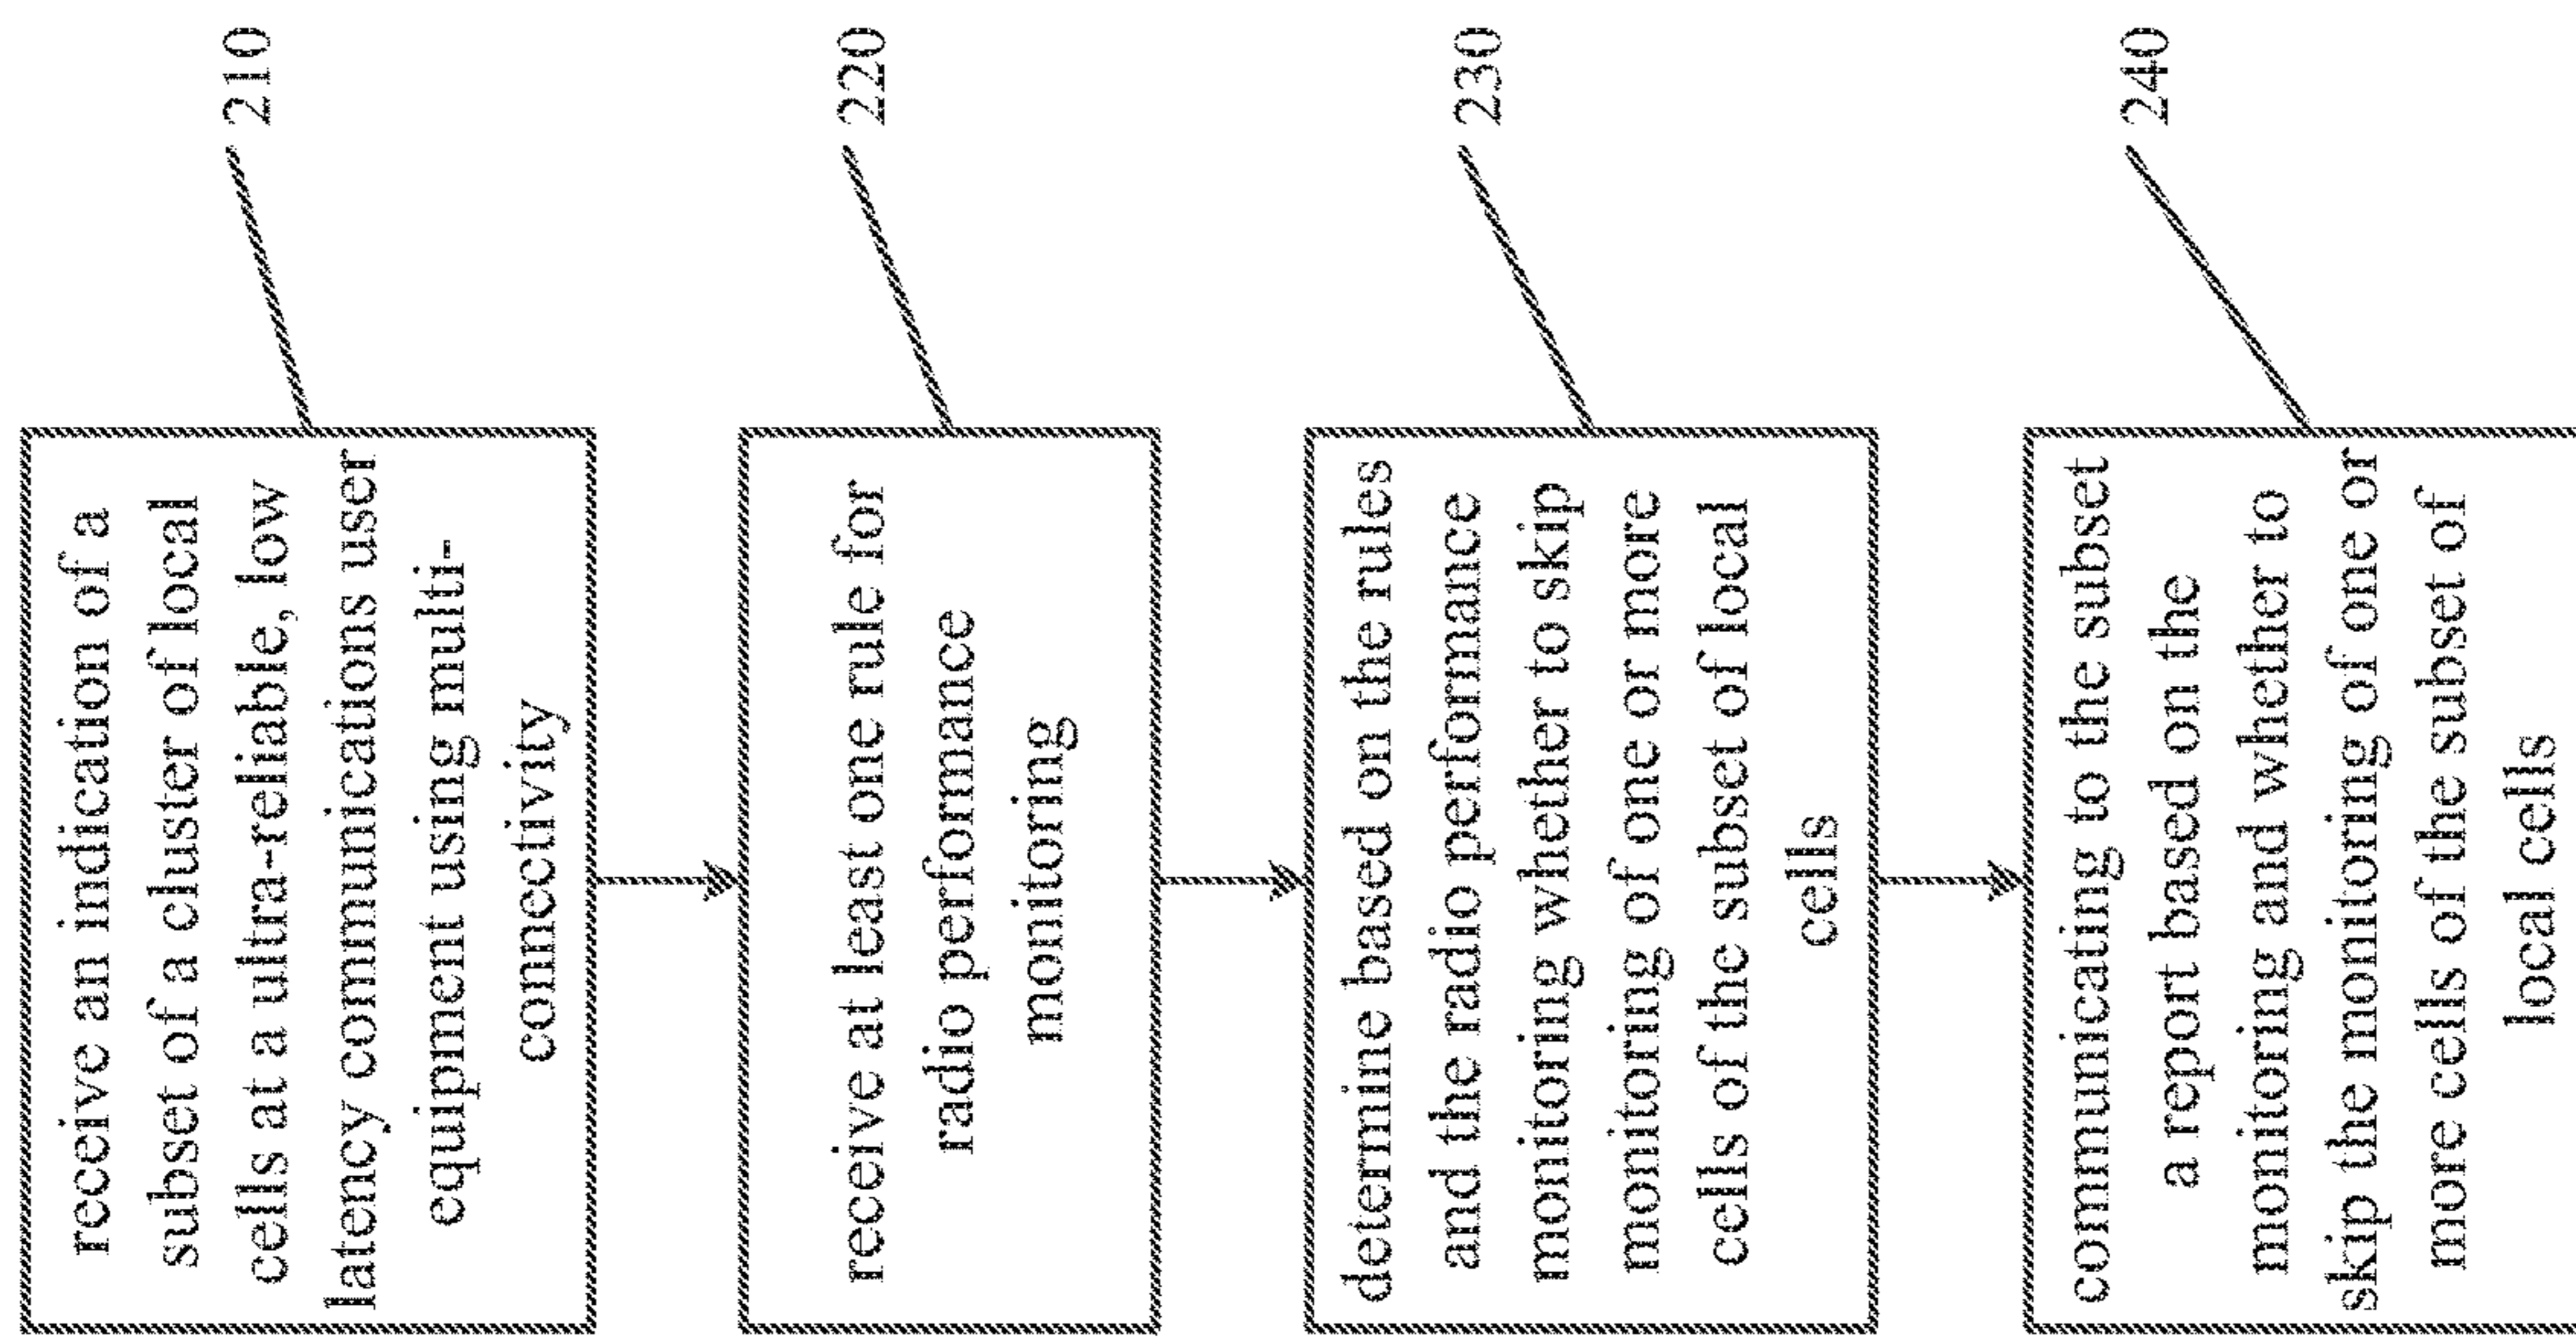 receive an indication of a
subset of a cluster of local
cells at a ultra-reliable, low
latency communications user
equipment using multi-
connectivity
210
receive at least one rule for
radio performance
monitoring
220
determine based on the rules
and the radio performance
monitoring whether to skip
monitoring of one or more
cells of the subset of local
cells
230
communicating to the subset
a report based on the
monitoring and whether to
skip the monitoring of one or
more cells of the subset of
local cells
240